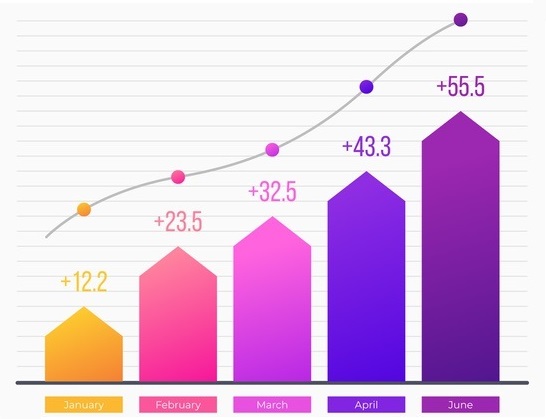 +55.5
+43.3
+32.5
+23.5
+12.2
January
February
March
April
June